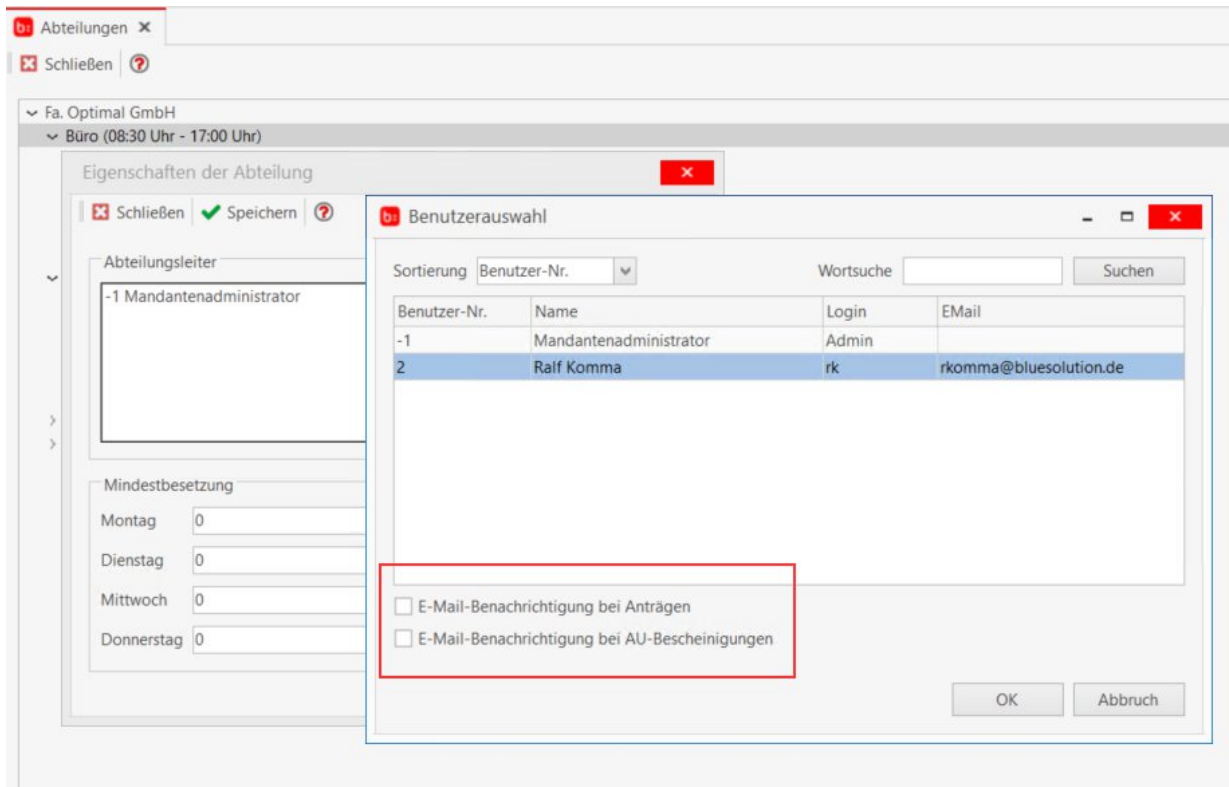 b: Abteilungen
Schließen
Fa. Optimal GmbH
Büro (08:30 Uhr - 17:00 Uhr)
Eigenschaften der Abteilung
Schließen Speichern
Abteilungsleiter
-1 Mandantenadministrator
Mindestbesetzung
Montag 0
Dienstag 0
Mittwoch 0
Donnerstag 0
b: Benutzerauswahl
Sortierung Benutzer-Nr. Wortsuche Suchen
Benutzer-Nr. Name Login EMail
-1 Mandantenadministrator Admin
2 Ralf Komma rk rkomma@bluesolution.de
E-Mail-Benachrichtigung bei Anträgen
E-Mail-Benachrichtigung bei AU-Bescheinigungen
OK Abbruch